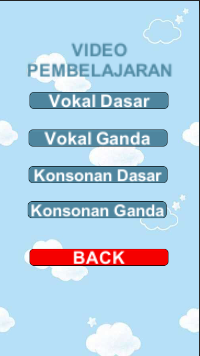 VIDEO
PEMBELAJARAN
Vokal Dasar
Vokal Ganda
Konsonan Dasar
Konsonan Ganda
BACK